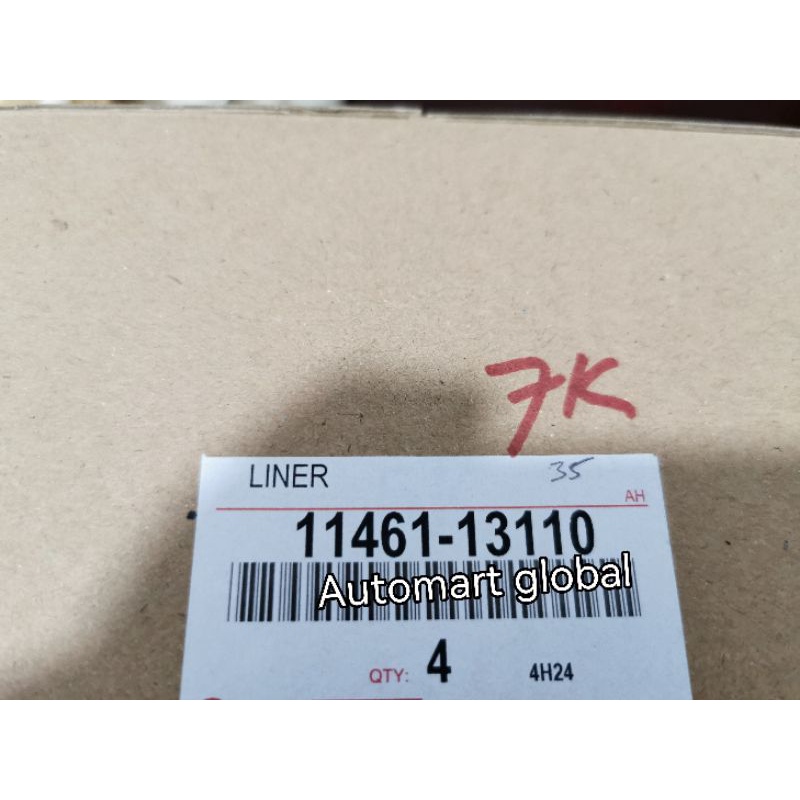 7K
LINER 35
AH
11461-13110
Automart global
QTY: 4 4H24